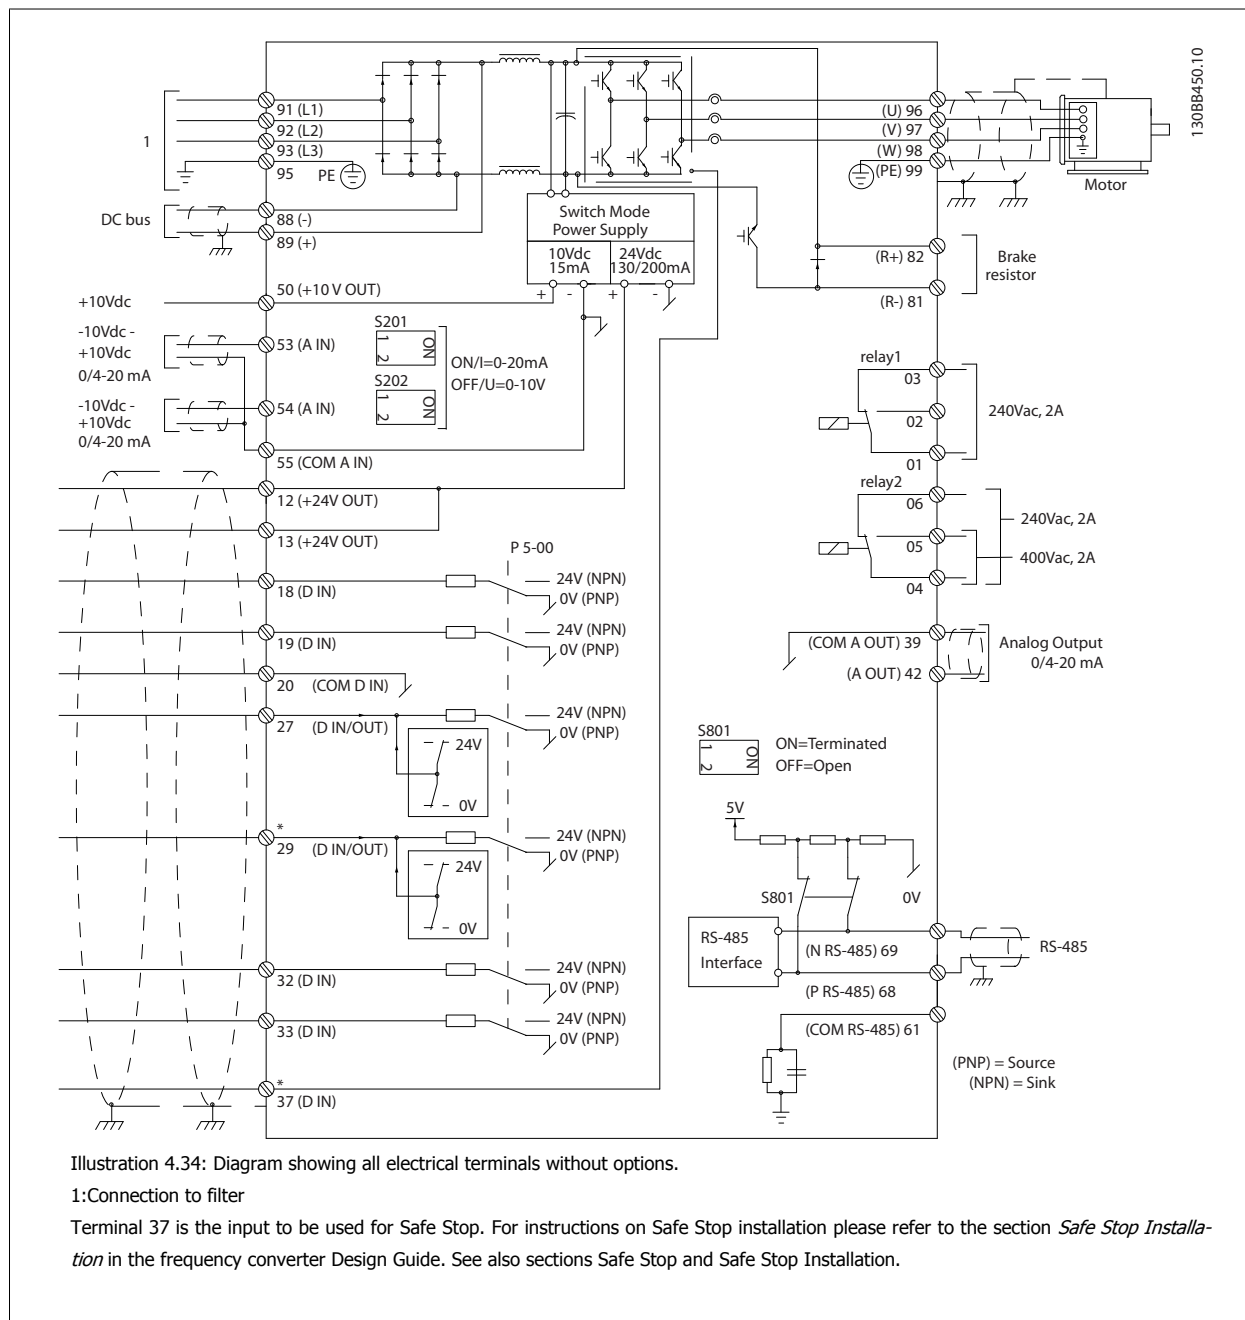 130BB450.10
91 (L1)
92 (L2)
93 (L3)
95
PE
1
DC bus
88 (-)
89 (+)
Switch Mode
Power Supply
10Vdc
15mA
24Vdc
130/200mA
+ - + -
(U) 96
(V) 97
(W) 98
(PE) 99
Motor
(R+) 82
Brake
resistor
(R-) 81
+10Vdc
50 (+10 V OUT)
-10Vdc -
+10Vdc
0/4-20 mA
53 (A IN)
S201
1
2
ON
S202
1
2
ON
ON/I=0-20mA
OFF/U=0-10V
-10Vdc -
+10Vdc
0/4-20 mA
54 (A IN)
55 (COM A IN)
12 (+24V OUT)
13 (+24V OUT)
relay1
03
02
01
240Vac, 2A
relay2
06
05
04
240Vac, 2A
400Vac, 2A
P 5-00
18 (D IN)
24V (NPN)
0V (PNP)
19 (D IN)
24V (NPN)
0V (PNP)
20 (COM D IN)
27 (D IN/OUT)
24V (NPN)
0V (PNP)
24V
0V
*
29 (D IN/OUT)
24V (NPN)
0V (PNP)
24V
0V
32 (D IN)
24V (NPN)
0V (PNP)
33 (D IN)
24V (NPN)
0V (PNP)
*
37 (D IN)
(COM A OUT) 39
(A OUT) 42
Analog Output
0/4-20 mA
S801
1
2
ON
ON=Terminated
OFF=Open
5V
S801
0V
RS-485
Interface
(N RS-485) 69
RS-485
(P RS-485) 68
(COM RS-485) 61
(PNP) = Source
(NPN) = Sink
Illustration 4.34: Diagram showing all electrical terminals without options.
1:Connection to filter
Terminal 37 is the input to be used for Safe Stop. For instructions on Safe Stop installation please refer to the section Safe Stop Installa-
tion in the frequency converter Design Guide. See also sections Safe Stop and Safe Stop Installation.